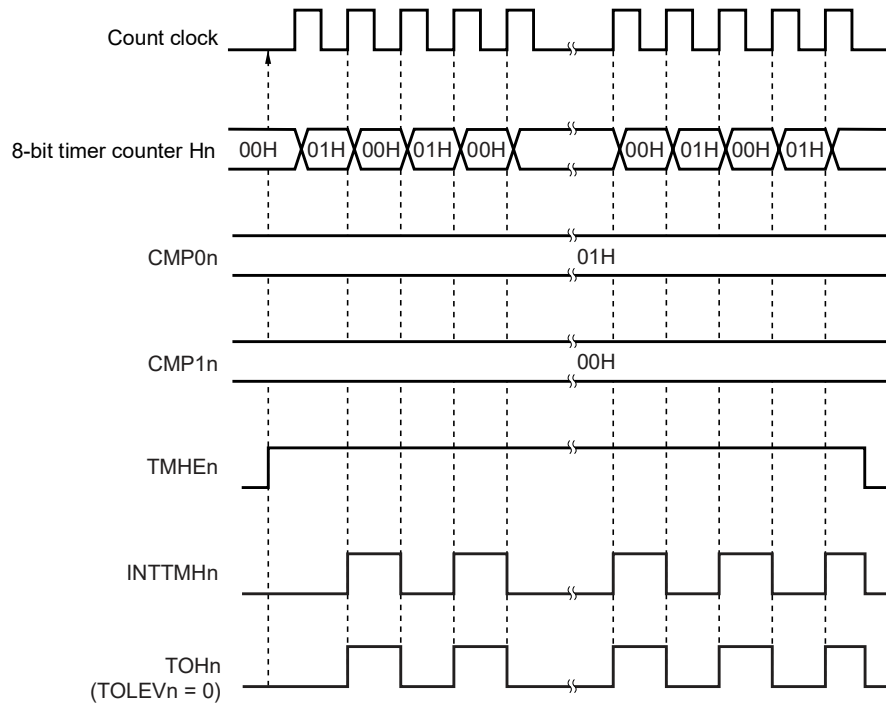 Count clock
8-bit timer counter Hn 00H 01H 00H 01H 00H 00H 01H 00H 01H
CMP0n 01H
CMP1n 00H
TMHEn
INTTMHn
TOHn
(TOLEVn = 0)